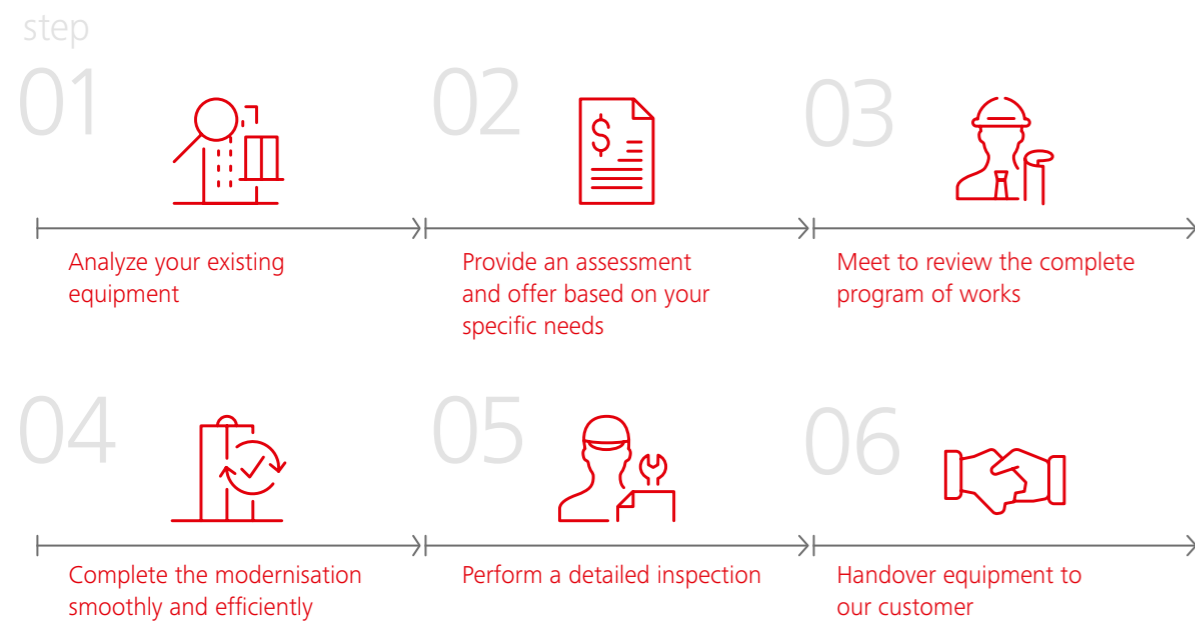 step
01
02
03
$
Analyze your existing
equipment
Provide an assessment
and offer based on your
specific needs
Meet to review the complete
program of works
04
05
06
Complete the modernisation
smoothly and efficiently
Perform a detailed inspection
Handover equipment to
our customer